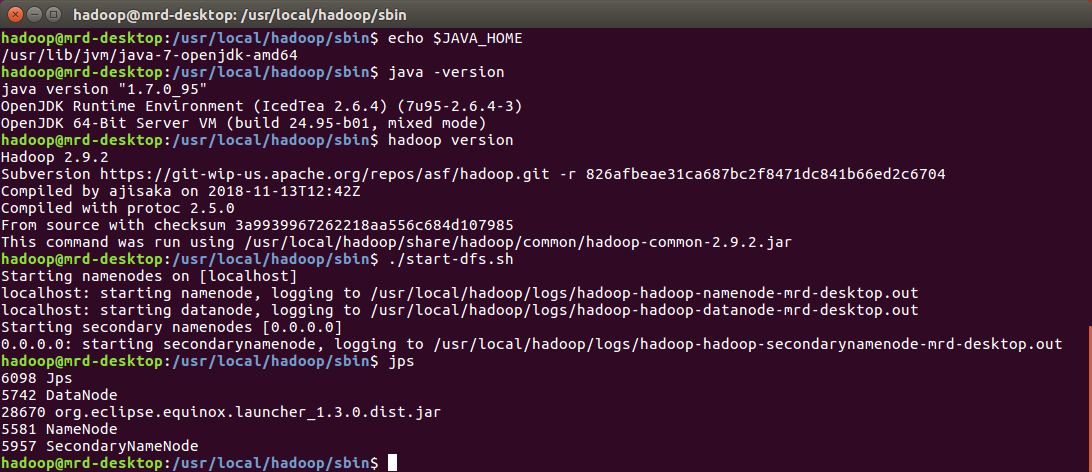 hadoop@mrd-desktop: /usr/local/hadoop/sbin
hadoop@mrd-desktop:/usr/local/hadoop/sbin$ echo $JAVA_HOME
/usr/lib/jvm/java-7-openjdk-amd64
hadoop@mrd-desktop:/usr/local/hadoop/sbin$ java -version
java version "1.7.0_95"
OpenJDK Runtime Environment (IcedTea 2.6.4) (7u95-2.6.4-3)
OpenJDK 64-Bit Server VM (build 24.95-b01, mixed mode)
hadoop@mrd-desktop:/usr/local/hadoop/sbin$ hadoop version
Hadoop 2.9.2
Subversion https://git-wip-us.apache.org/repos/asf/hadoop.git -r 826afbeae31ca687bc2f8471dc841b66ed2c6704
Compiled by ajisaka on 2018-11-13T12:42Z
Compiled with protoc 2.5.0
From source with checksum 3a9939967262218aa556c684d107985
This command was run using /usr/local/hadoop/share/hadoop/common/hadoop-common-2.9.2.jar
hadoop@mrd-desktop:/usr/local/hadoop/sbin$ ./start-dfs.sh
Starting namenodes on [localhost]
localhost: starting namenode, logging to /usr/local/hadoop/logs/hadoop-hadoop-namenode-mrd-desktop.out
localhost: starting datanode, logging to /usr/local/hadoop/logs/hadoop-hadoop-datanode-mrd-desktop.out
Starting secondary namenodes [0.0.0.0]
0.0.0.0: starting secondarynamenode, logging to /usr/local/hadoop/logs/hadoop-hadoop-secondarynamenode-mrd-desktop.out
hadoop@mrd-desktop:/usr/local/hadoop/sbin$ jps
6098 Jps
5742 DataNode
28670 org.eclipse.equinox.launcher_1.3.0.dist.jar
5581 NameNode
5957 SecondaryNameNode
hadoop@mrd-desktop:/usr/local/hadoop/sbin$